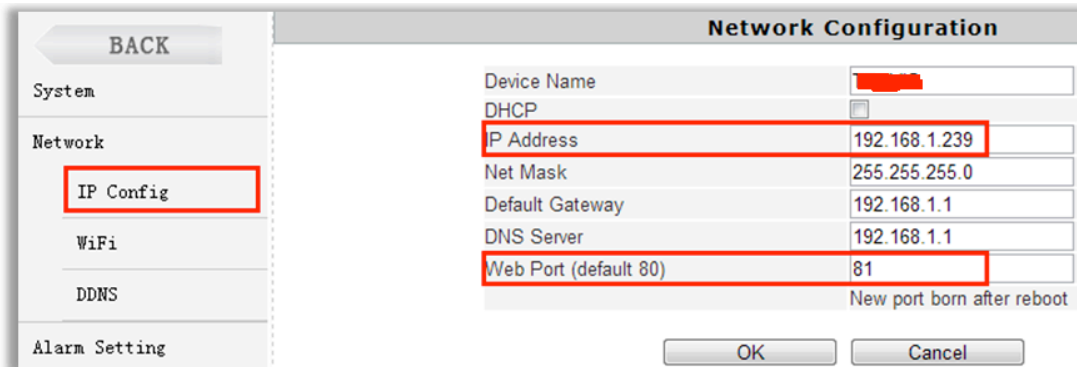 BACK
System
Network
IP Config
WiFi
DDNS
Alarm Setting
Network Configuration
Device Name
DHCP
IP Address 192.168.1.239
Net Mask 255.255.255.0
Default Gateway 192.168.1.1
DNS Server 192.168.1.1
Web Port (default 80) 81
New port born after reboot
OK Cancel